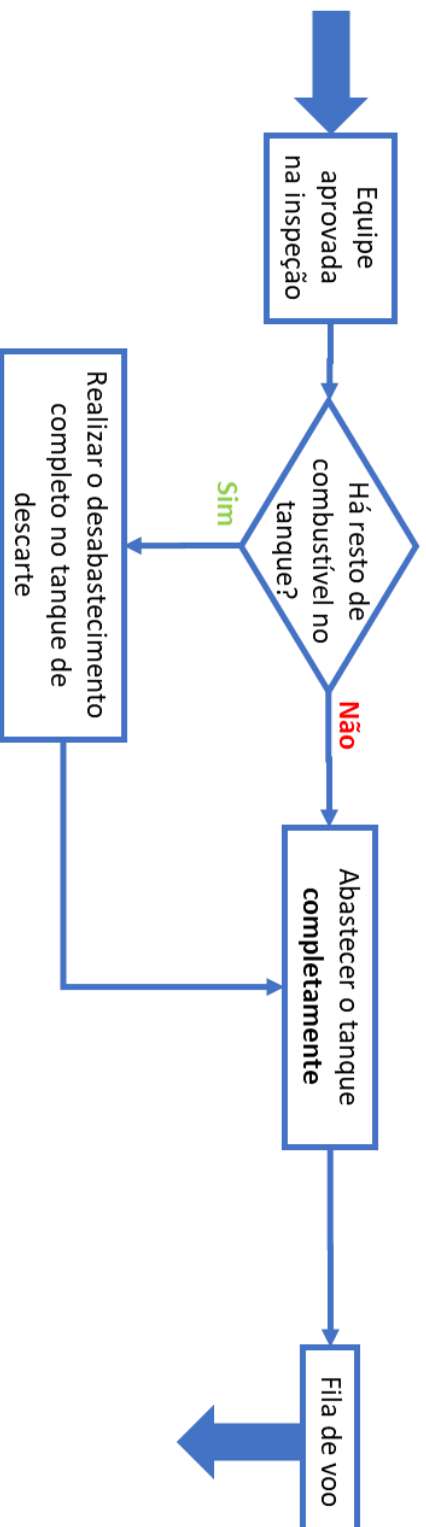 Equipe
aprovada
na inspeção
Há resto de
combustível no
tanque?
Não
Sim
Realizar o desabastecimento
completo no tanque de
descarte
Abastecer o tanque
completamente
Fila de voo